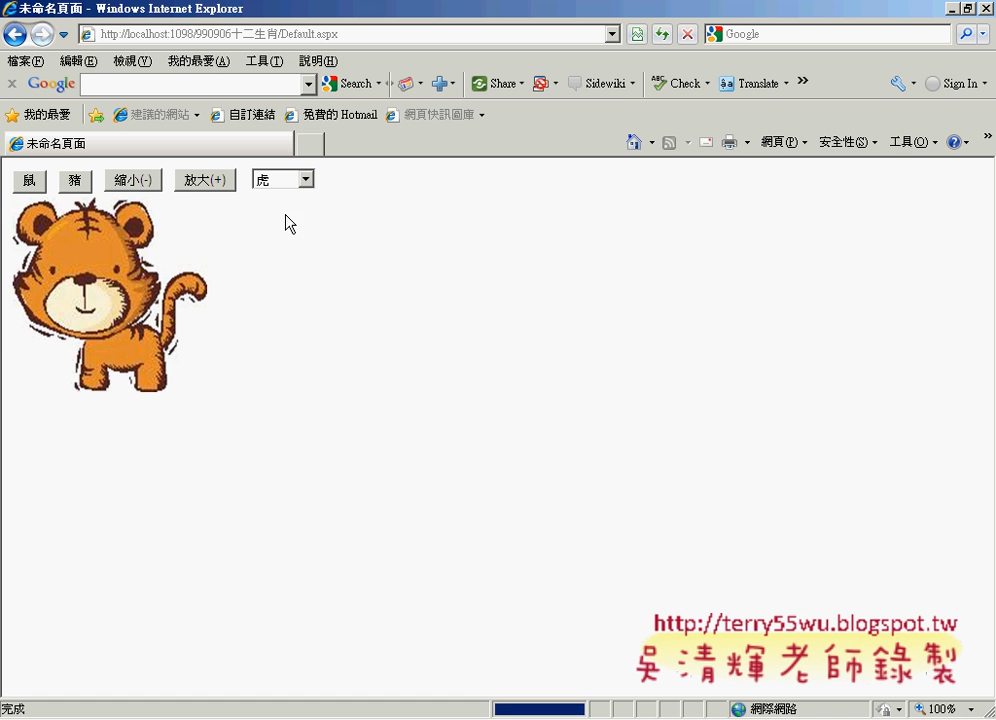 未命名頁面 - Windows Internet Explorer
http://localhost:1098/990906十二生肖/Default.aspx
Google
檔案(F) 編輯(E) 檢視(V) 我的最愛(A) 工具(T) 說明(H)
x Google Search Share Sidewiki Check Translate » Sign In
我的最愛 建議的網站 自訂連結 免費的 Hotmail 網頁快訊圖庫
未命名頁面 網頁(P) 安全性(S) 工具(O) »
鼠 豬 縮小(-) 放大(+) 虎
http://terry55wu.blogspot.tw
吳清輝老師錄製
完成 網際網路 100%